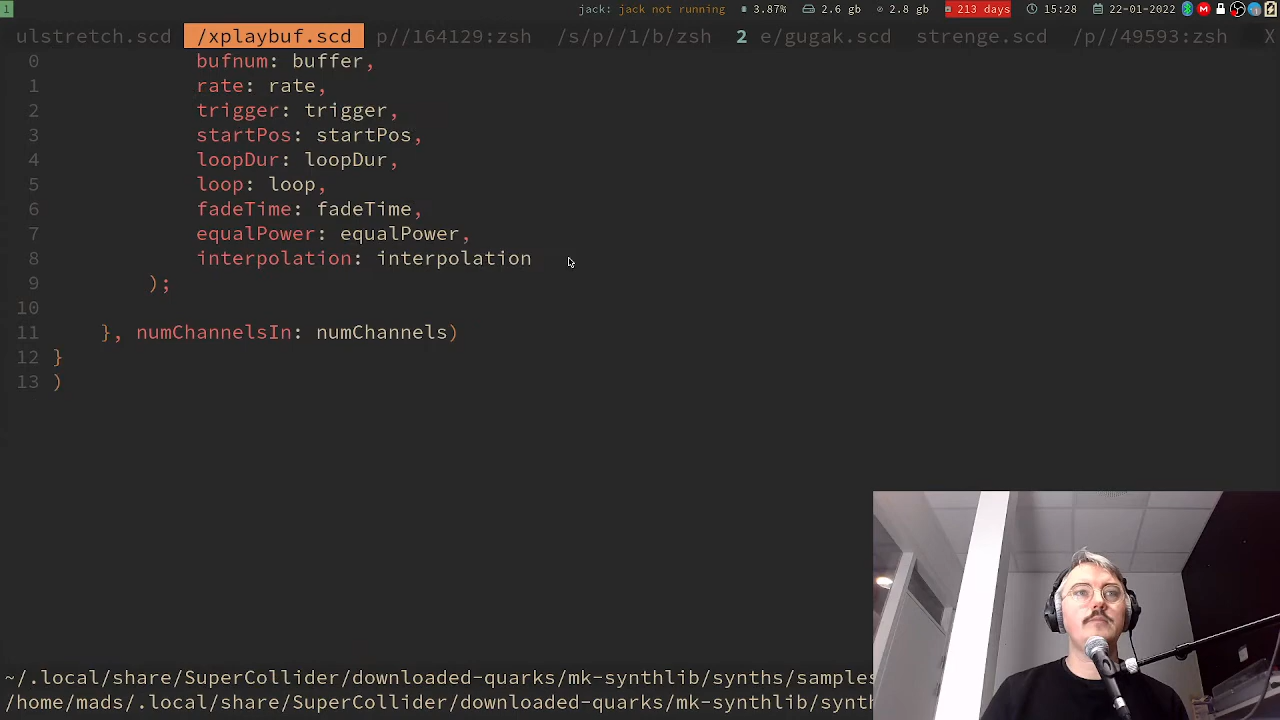 1 jack: jack not running 3.87% 2.6 gb 2.8 gb 213 days 15:28 22-01-2022
ulstretch.scd /xplaybuf.scd p//164129:zsh /s/p//1/b/zsh 2 e/gugak.scd strenge.scd /p//49593:zsh X
0 bufnum: buffer,
1 rate: rate,
2 trigger: trigger,
3 startPos: startPos,
4 loopDur: loopDur,
5 loop: loop,
6 fadeTime: fadeTime,
7 equalPower: equalPower,
8 interpolation: interpolation
9 );
10
11 }, numChannelsIn: numChannels)
12 }
13 )
~/.local/share/SuperCollider/downloaded-quarks/mk-synthlib/synths/samples
/home/mads/.local/share/SuperCollider/downloaded-quarks/mk-synthlib/synth